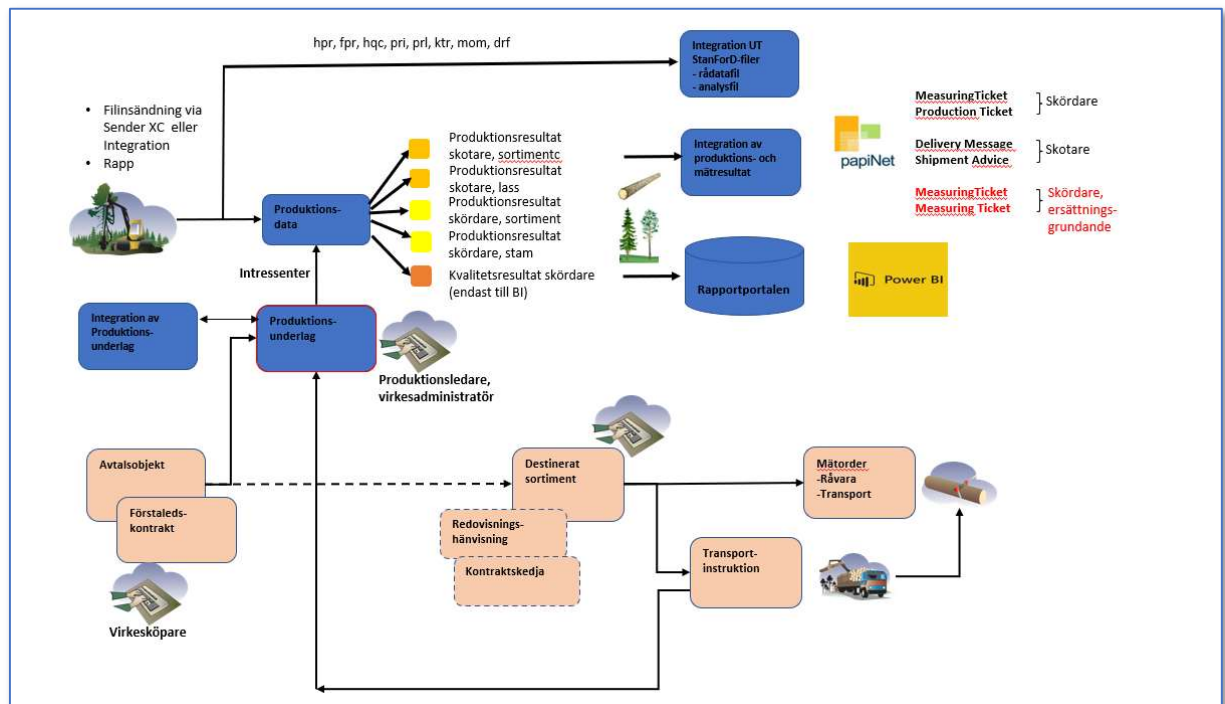 hpr, fpr, hqc, pri, prl, ktr, mom, drf
• Filinsändning via
Sender XC eller
Integration
• Rapp
Integration UT
StanForD-filer
- rådatafil
- analysfil
MeasuringTicket
Production Ticket
Skördare
Delivery Message
Shipment Advice
Skotare
MeasuringTicket
Measuring Ticket
Skördare,
ersättnings-
grundande
papiNet
Produktions-
data
Produktionsresultat
skotare, sortimentc
Produktionsresultat
skotare, lass
Produktionsresultat
skördare, sortiment
Produktionsresultat
skördare, stam
Kvalitetsresultat skördare
(endast till BI)
Integration av
produktions- och
mätresultat
Rapportportalen
Power BI
Intressenter
Integration av
Produktions-
underlag
Produktions-
underlag
Produktionsledare,
virkesadministratör
Avtalsobjekt
Förstaleds-
kontrakt
Virkesköpare
Destinerat
sortiment
Redovisnings-
hänvisning
Kontraktskedja
Mätorder
-Råvara
-Transport
Transport-
instruktion